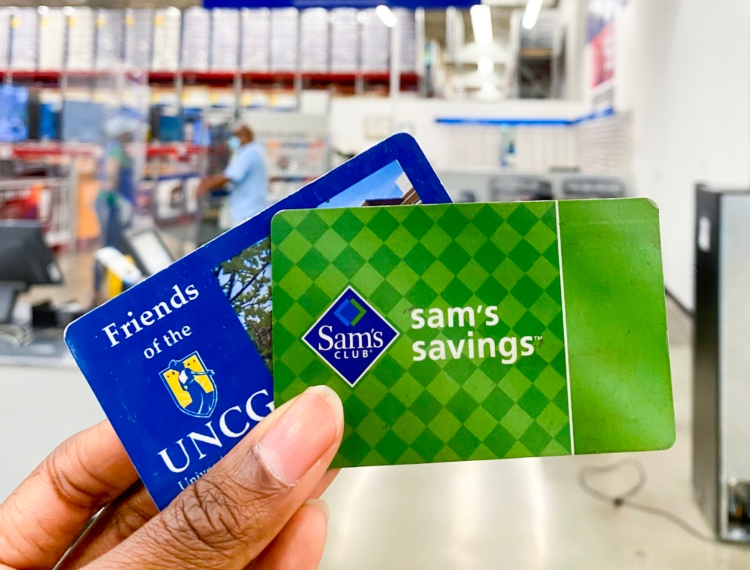 Friends
of the
UNCG
Sam's
CLUB®
sam's
savings™